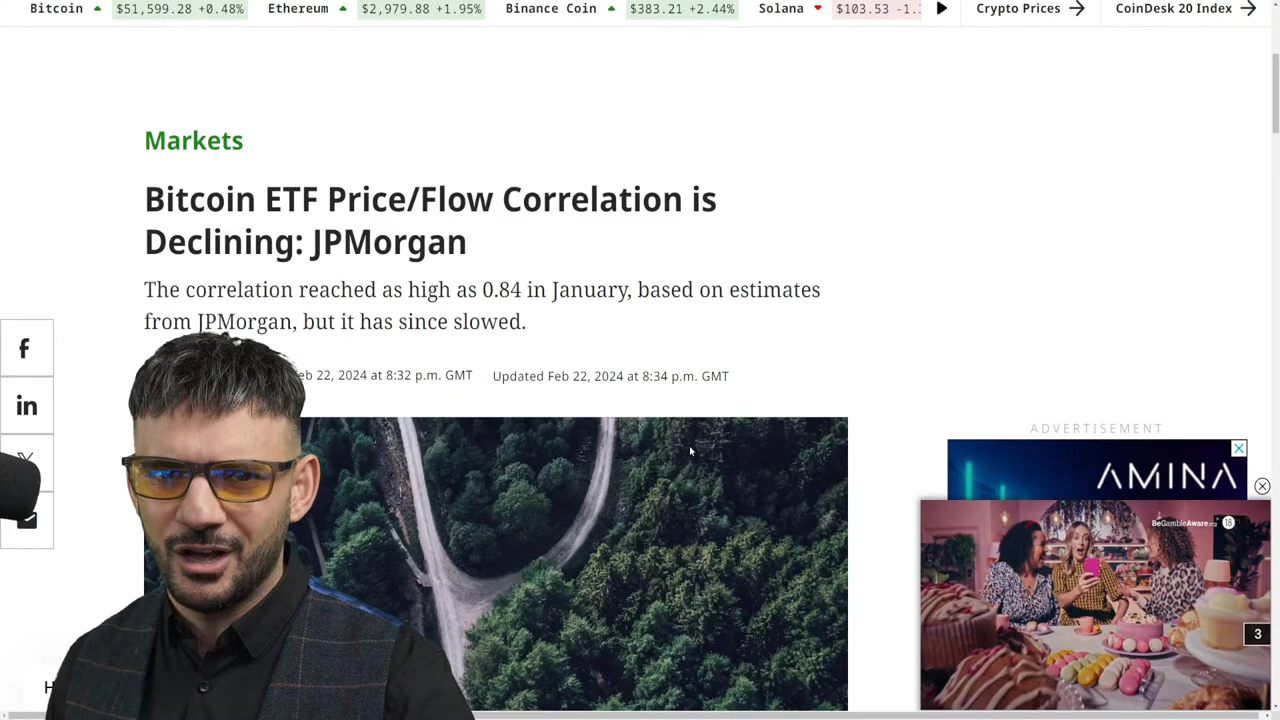 Bitcoin $51,599.28 +0.48% Ethereum $2,979.88 +1.95% Binance Coin $383.21 +2.44% Solana $103.53 -1. Crypto Prices CoinDesk 20 Index
Markets
Bitcoin ETF Price/Flow Correlation is
Declining: JPMorgan
The correlation reached as high as 0.84 in January, based on estimates
from JPMorgan, but it has since slowed.
eb 22, 2024 at 8:32 p.m. GMT Updated Feb 22, 2024 at 8:34 p.m. GMT
ADVERTISEMENT
AMINA
BeGambleAware.org 18
3
H